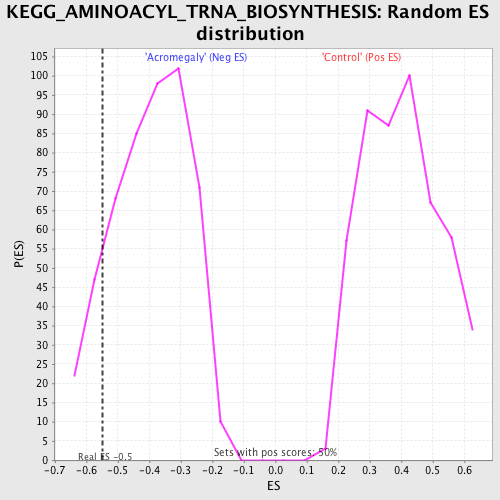 KEGG_AMINOACYL_TRNA_BIOSYNTHESIS: Random ES
distribution
'Acromegaly' (Neg ES)
'Control' (Pos ES)
105
100
95
90
85
80
75
70
65
60
55
50
45
40
35
30
25
20
15
10
5
0
P(ES)
Real ES -0.5
Sets with pos scores: 50%
-0.7 -0.6 -0.5 -0.4 -0.3 -0.2 -0.1 0.0 0.1 0.2 0.3 0.4 0.5 0.6
ES